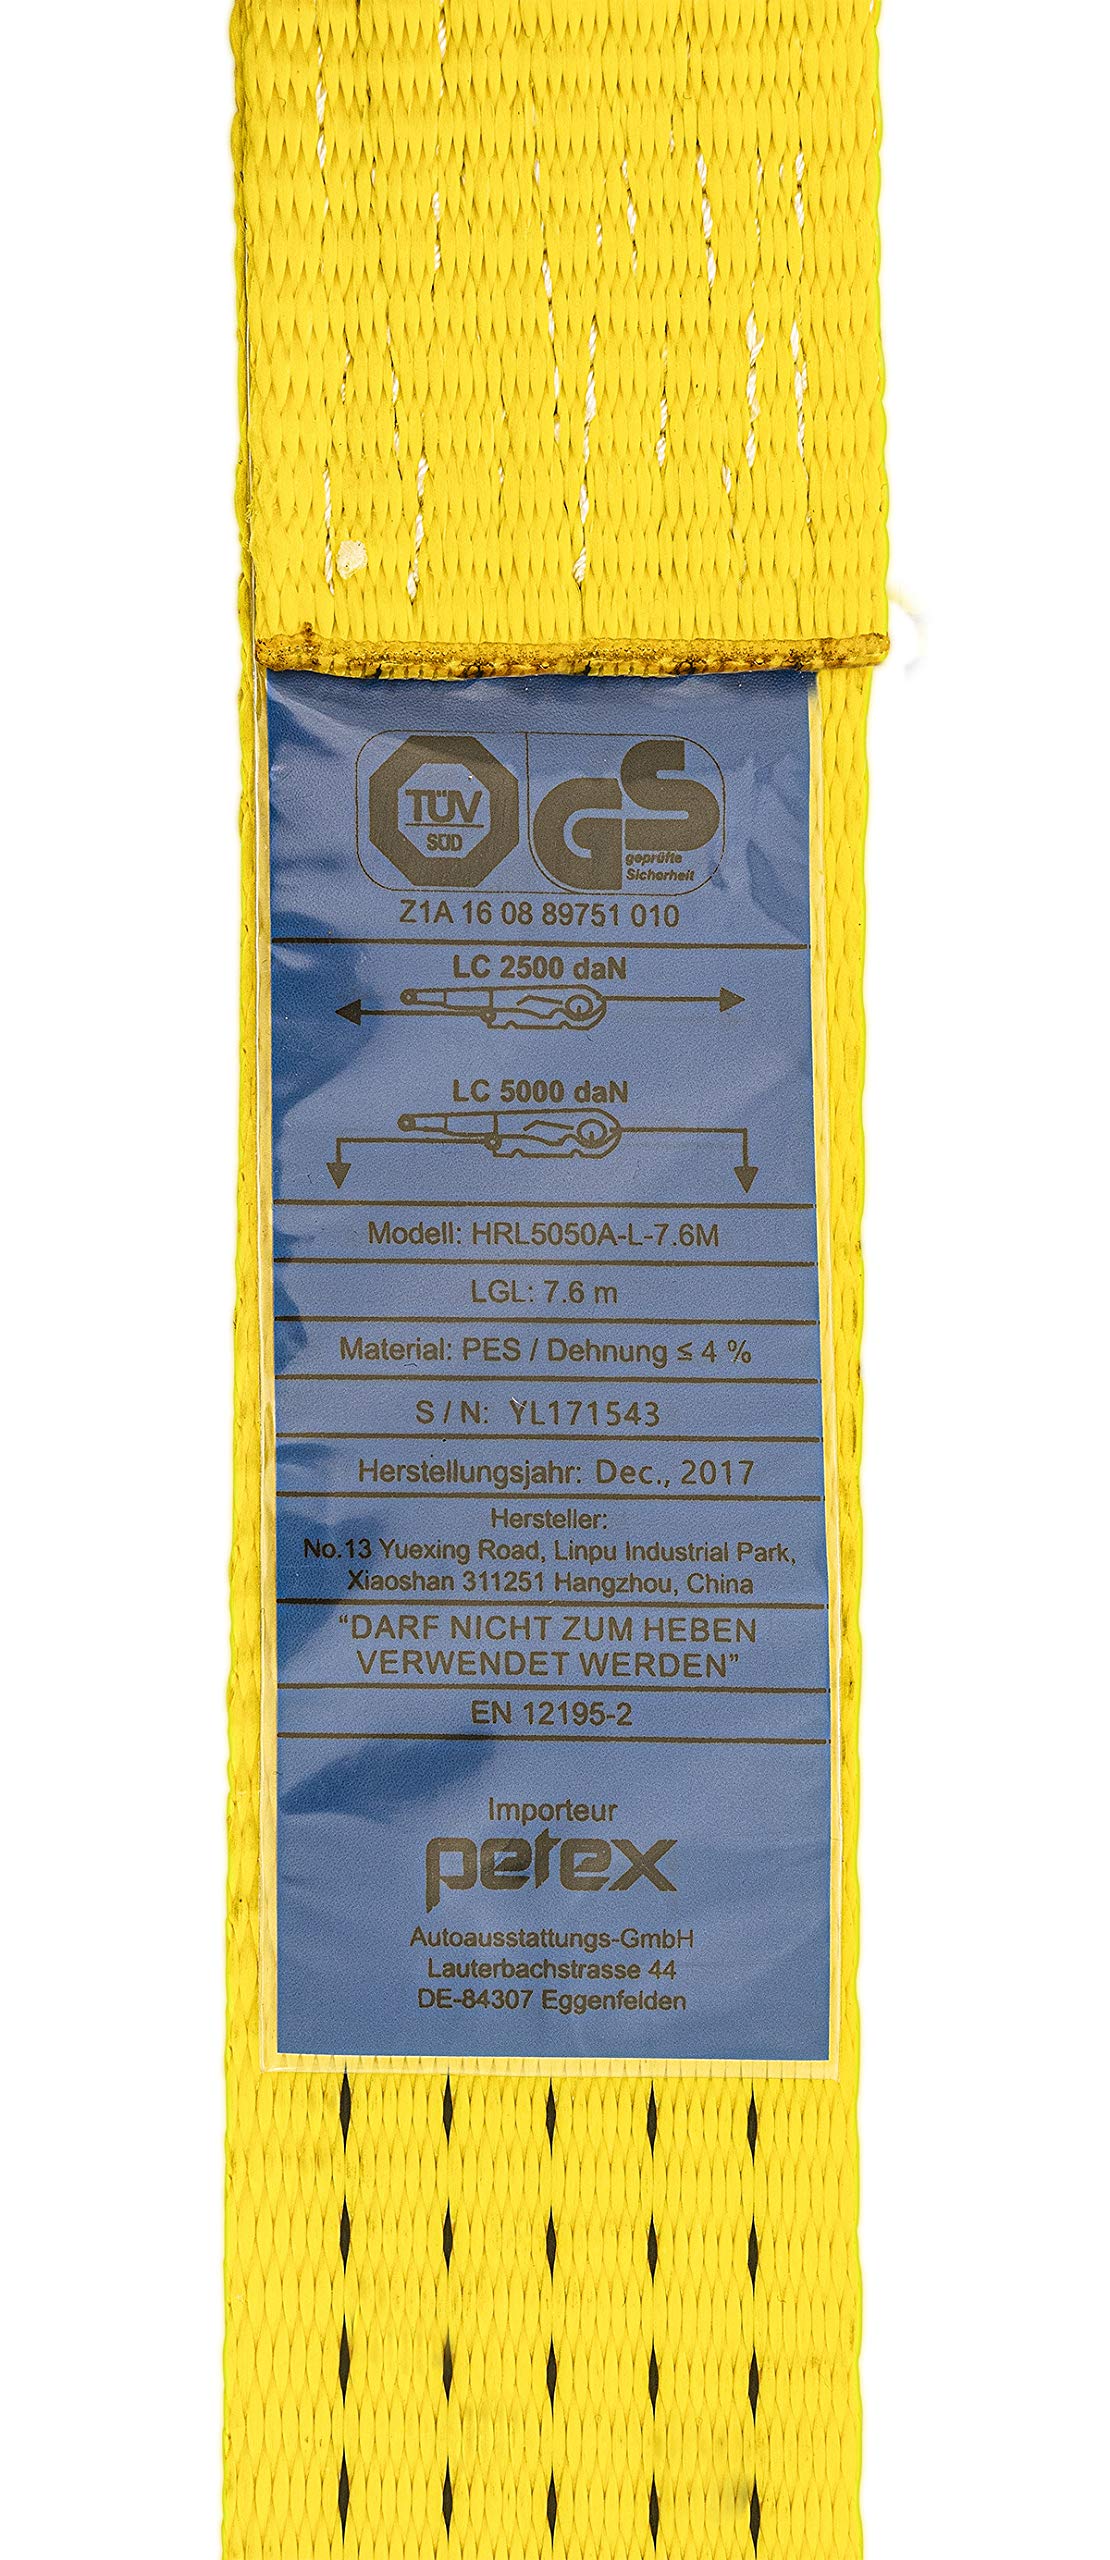 TÜV
SÜD
GS
geprüfte
Sicherheit
Z1A 16 08 89751 010
LC 2500 daN
LC 5000 daN
Modell: HRL5050A-L-7.6M
LGL: 7.6 m
Material: PES / Dehnung ≤ 4 %
S / N: YL171543
Herstellungsjahr: Dec., 2017
Hersteller:
No.13 Yuexing Road, Linpu Industrial Park,
Xiaoshan 311251 Hangzhou, China
“DARF NICHT ZUM HEBEN
VERWENDET WERDEN”
EN 12195-2
Importeur
petex
Autoausstattungs-GmbH
Lauterbachstrasse 44
DE-84307 Eggenfelden